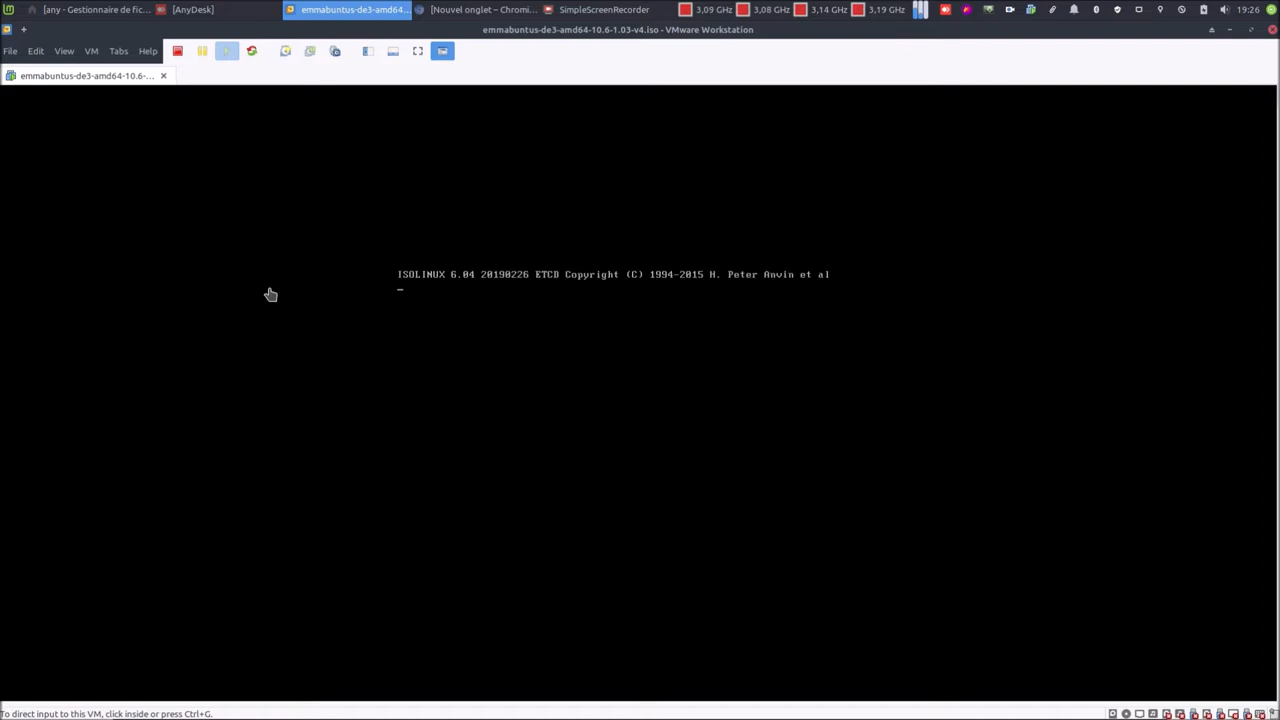 [any - Gestionnaire de fic...
[AnyDesk]
emmabuntus-de3-amd64...
[Nouvel onglet - Chromi...
SimpleScreenRecorder
3,09 GHz
3,08 GHz
3,14 GHz
3,19 GHz
19:26
emmabuntus-de3-amd64-10.6-1.03-v4.iso - VMware Workstation
File Edit View VM Tabs Help
emmabuntus-de3-amd64-10.6-...
ISOLINUX 6.04 20190226 ETCD Copyright (C) 1994-2015 H. Peter Anvin et al
To direct input to this VM, click inside or press Ctrl+G.